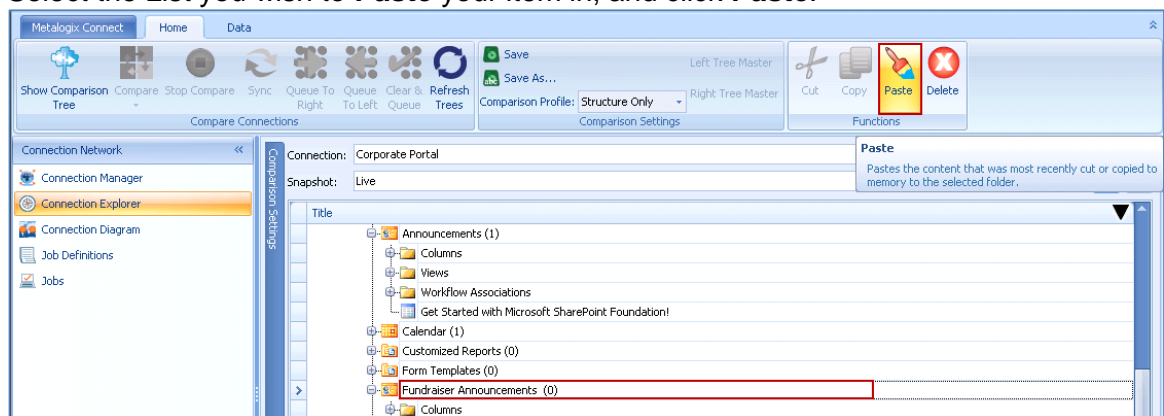 Select the List you wish to Paste your item in, and click Paste.
Metalogix Connect Home Data
Show Comparison Tree
Compare
Stop Compare
Sync
Queue To Right
Queue To Left
Clear & Queue
Refresh Trees
Compare Connections
Save
Save As...
Comparison Profile: Structure Only
Left Tree Master
Right Tree Master
Comparison Settings
Cut
Copy
Paste
Delete
Functions
Paste
Pastes the content that was most recently cut or copied to
memory to the selected folder.
Connection Network
Connection Manager
Connection Explorer
Connection Diagram
Job Definitions
Jobs
Comparison Settings
Connection: Corporate Portal
Snapshot: Live
Title
Announcements (1)
Columns
Views
Workflow Associations
Get Started with Microsoft SharePoint Foundation!
Calendar (1)
Customized Reports (0)
Form Templates (0)
Fundraiser Announcements (0)
Columns